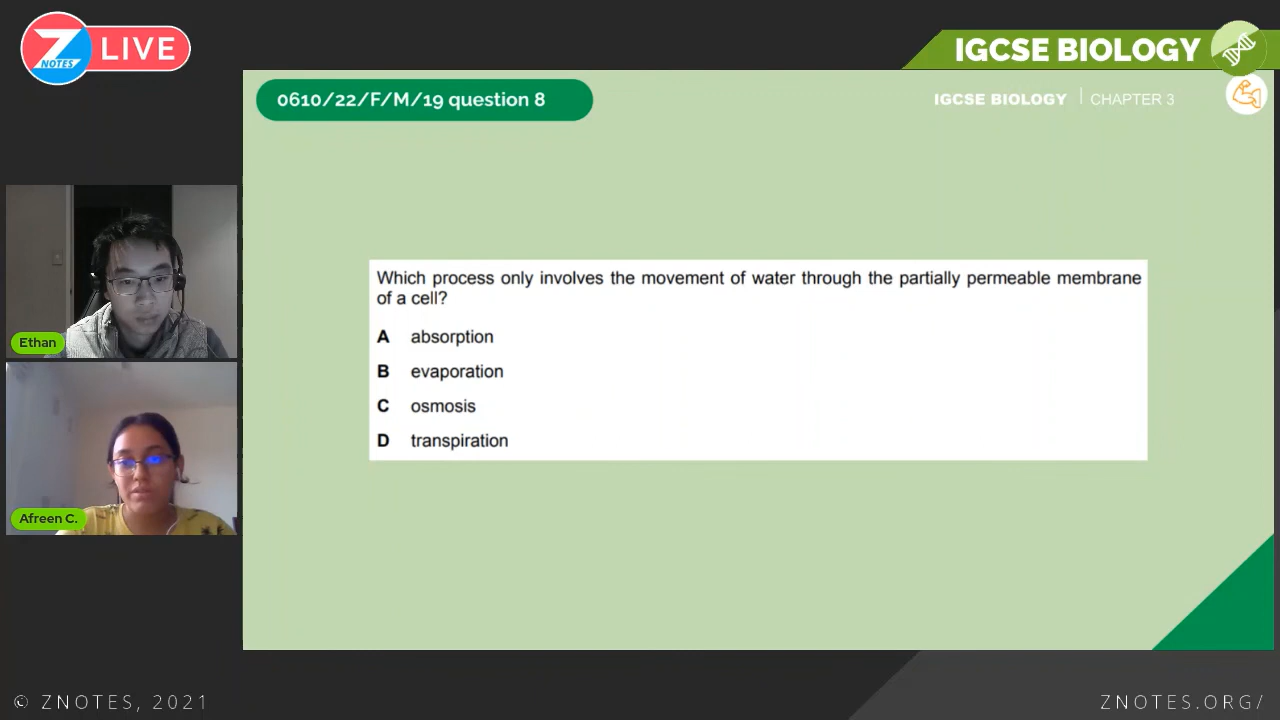 Z
NOTES
LIVE
IGCSE BIOLOGY
0610/22/F/M/19 question 8
IGCSE BIOLOGY | CHAPTER 3
Which process only involves the movement of water through the partially permeable membrane
of a cell?
A absorption
B evaporation
C osmosis
D transpiration
Ethan
Afreen C.
© ZNOTES, 2021
ZNOTES.ORG/